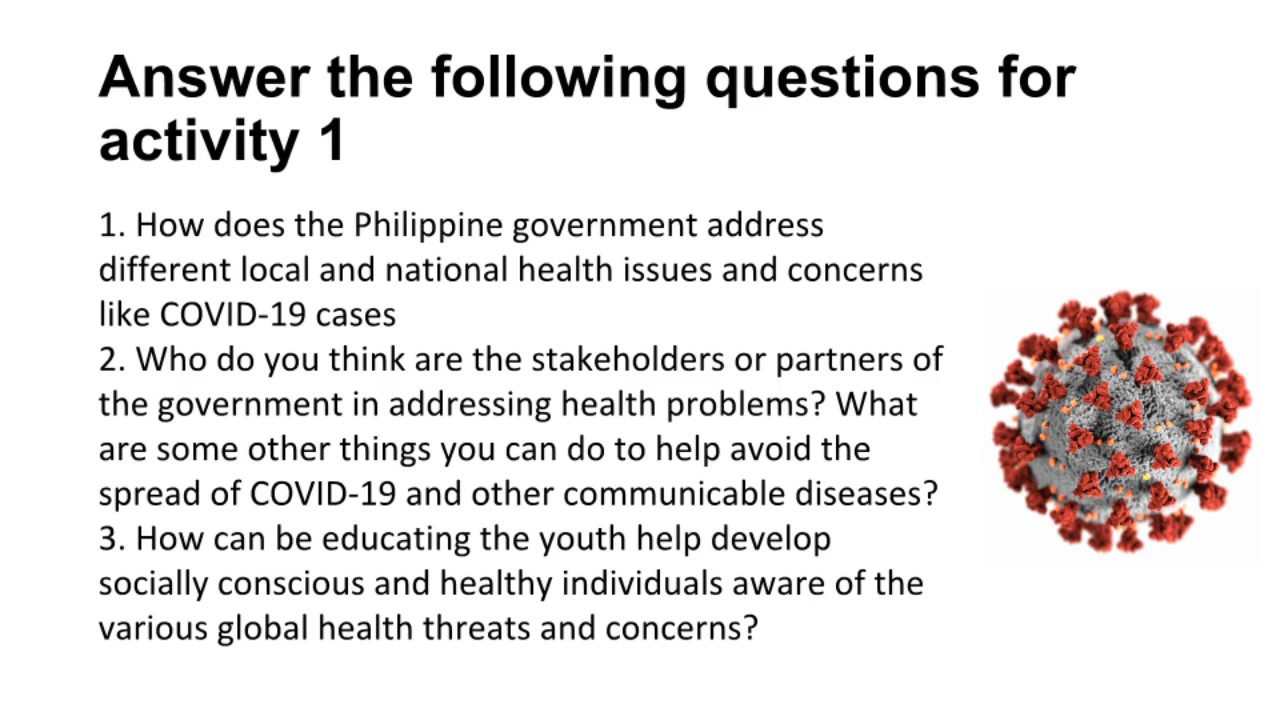 Answer the following questions for
activity 1
1. How does the Philippine government address
different local and national health issues and concerns
like COVID-19 cases
2. Who do you think are the stakeholders or partners of
the government in addressing health problems? What
are some other things you can do to help avoid the
spread of COVID-19 and other communicable diseases?
3. How can be educating the youth help develop
socially conscious and healthy individuals aware of the
various global health threats and concerns?